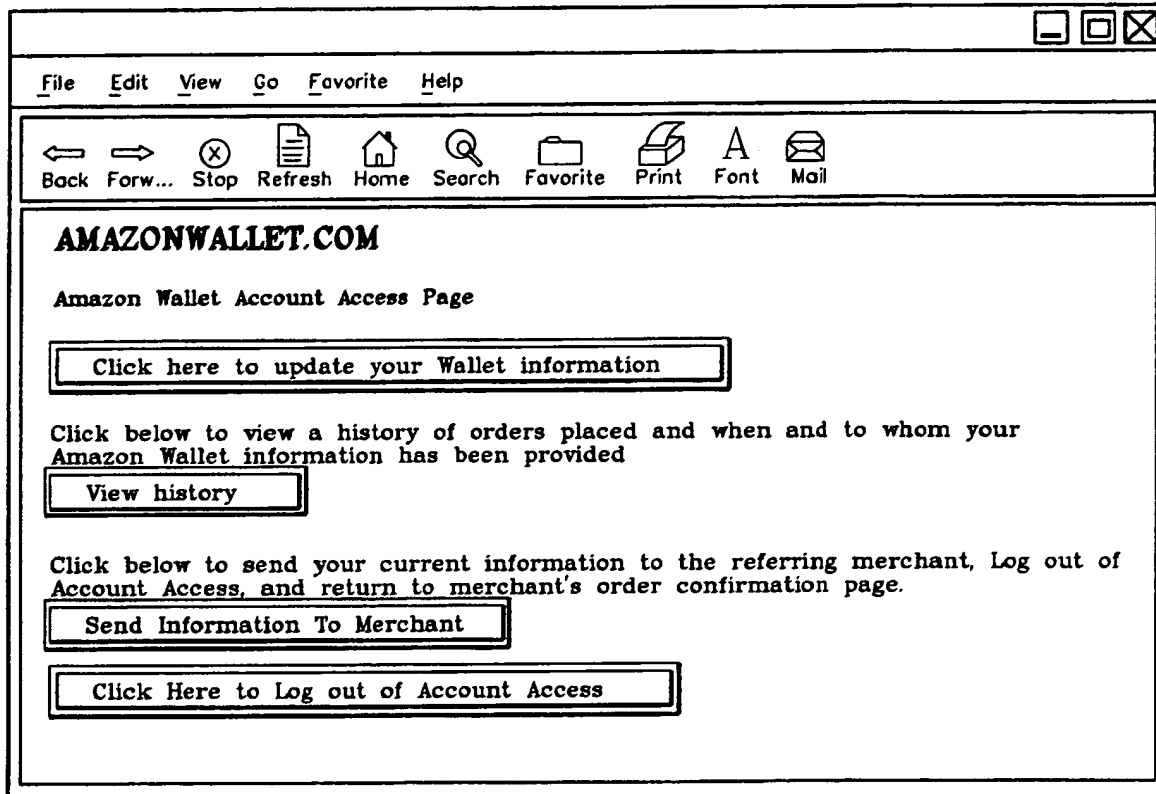 File Edit View Go Favorite Help
Back Forw... Stop Refresh Home Search Favorite Print Font Mail
AMAZONWALLET.COM
Amazon Wallet Account Access Page
Click here to update your Wallet information
Click below to view a history of orders placed and when and to whom your
Amazon Wallet information has been provided
View history
Click below to send your current information to the referring merchant, Log out of
Account Access, and return to merchant's order confirmation page.
Send Information To Merchant
Click Here to Log out of Account Access